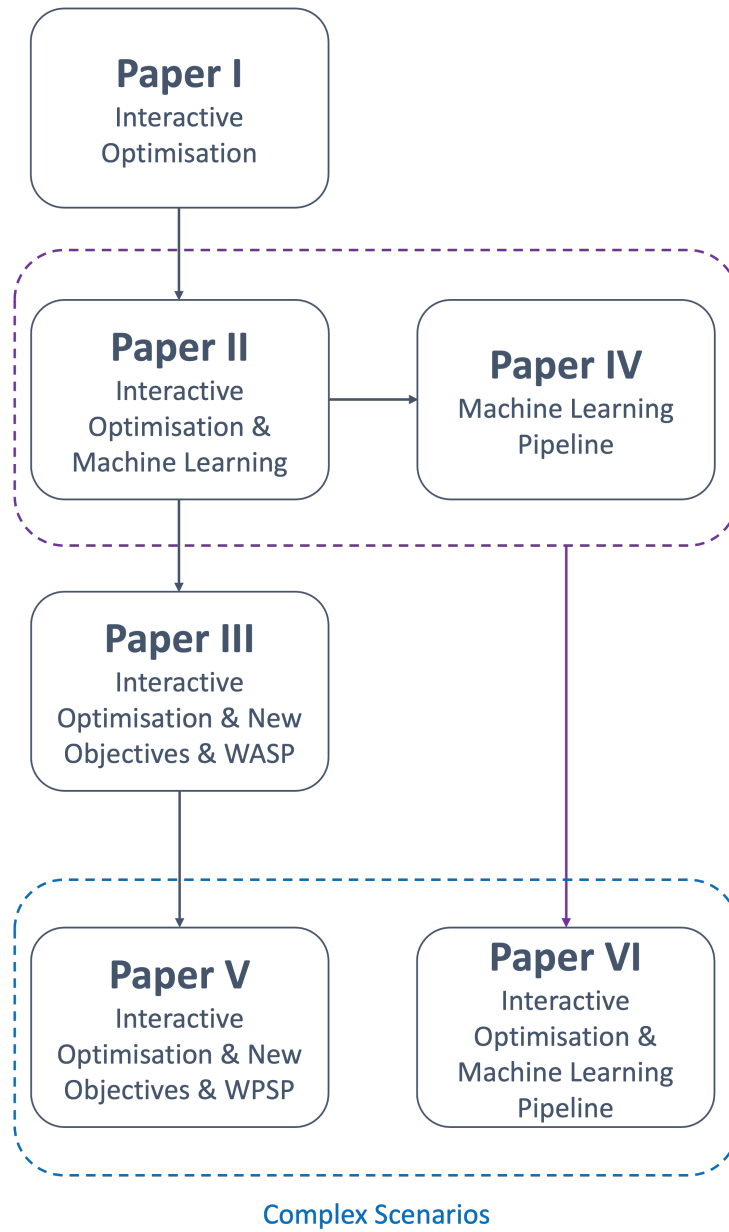 Paper I
Interactive
Optimisation
Paper II
Interactive
Optimisation &
Machine Learning
Paper IV
Machine Learning
Pipeline
Paper III
Interactive
Optimisation & New
Objectives & WASP
Paper V
Interactive
Optimisation & New
Objectives & WPSP
Paper VI
Interactive
Optimisation &
Machine Learning
Pipeline
Complex Scenarios